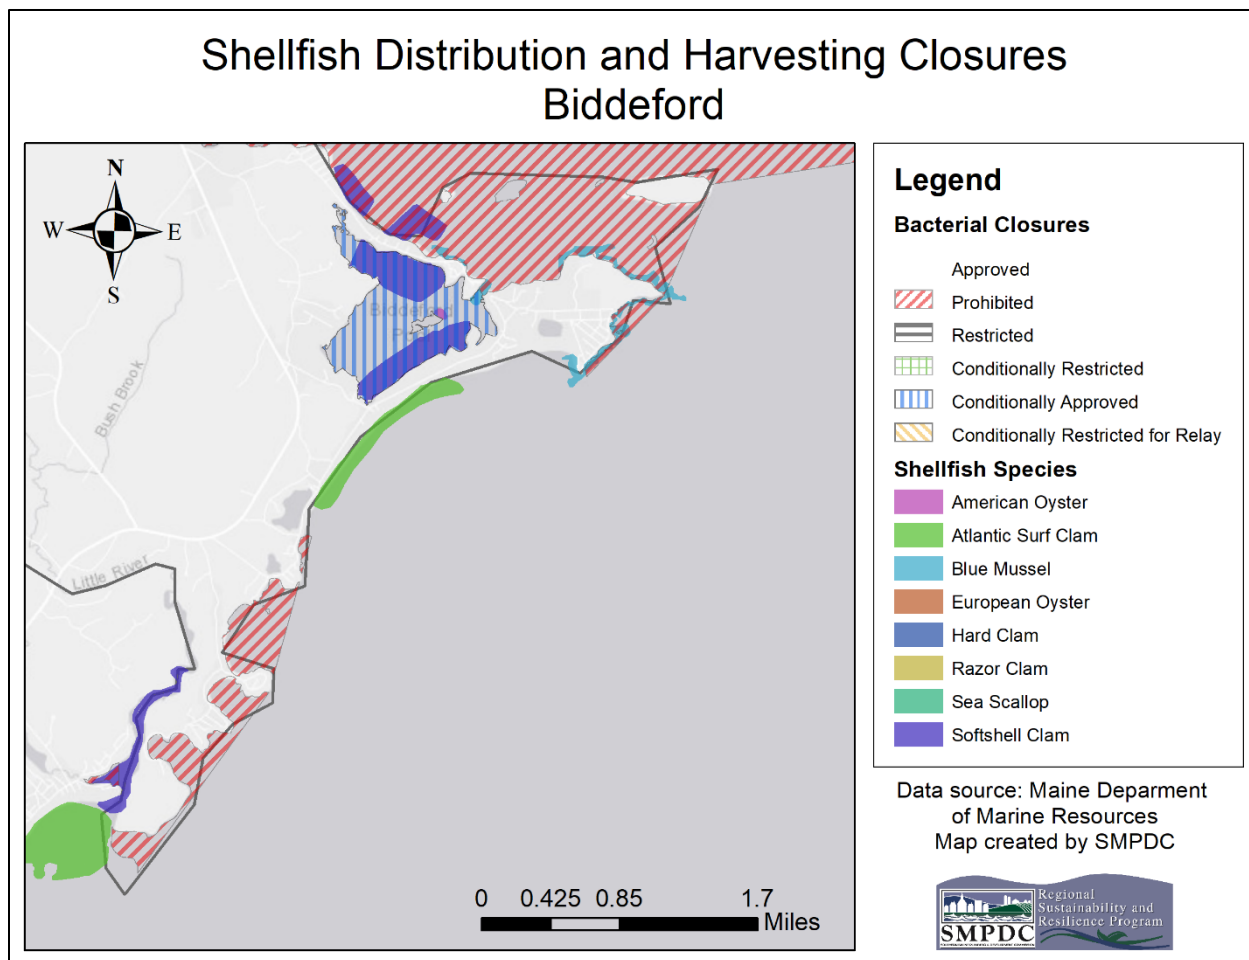 Shellfish Distribution and Harvesting Closures
Biddeford
N
W
E
S
Biddeford
Bush Brook
Little River
0 0.425 0.85 1.7
Miles
Legend
Bacterial Closures
Approved
Prohibited
Restricted
Conditionally Restricted
Conditionally Approved
Conditionally Restricted for Relay
Shellfish Species
American Oyster
Atlantic Surf Clam
Blue Mussel
European Oyster
Hard Clam
Razor Clam
Sea Scallop
Softshell Clam
Data source: Maine Deparment
of Marine Resources
Map created by SMPDC
SMPDC
Regional
Sustainability and
Resilience Program